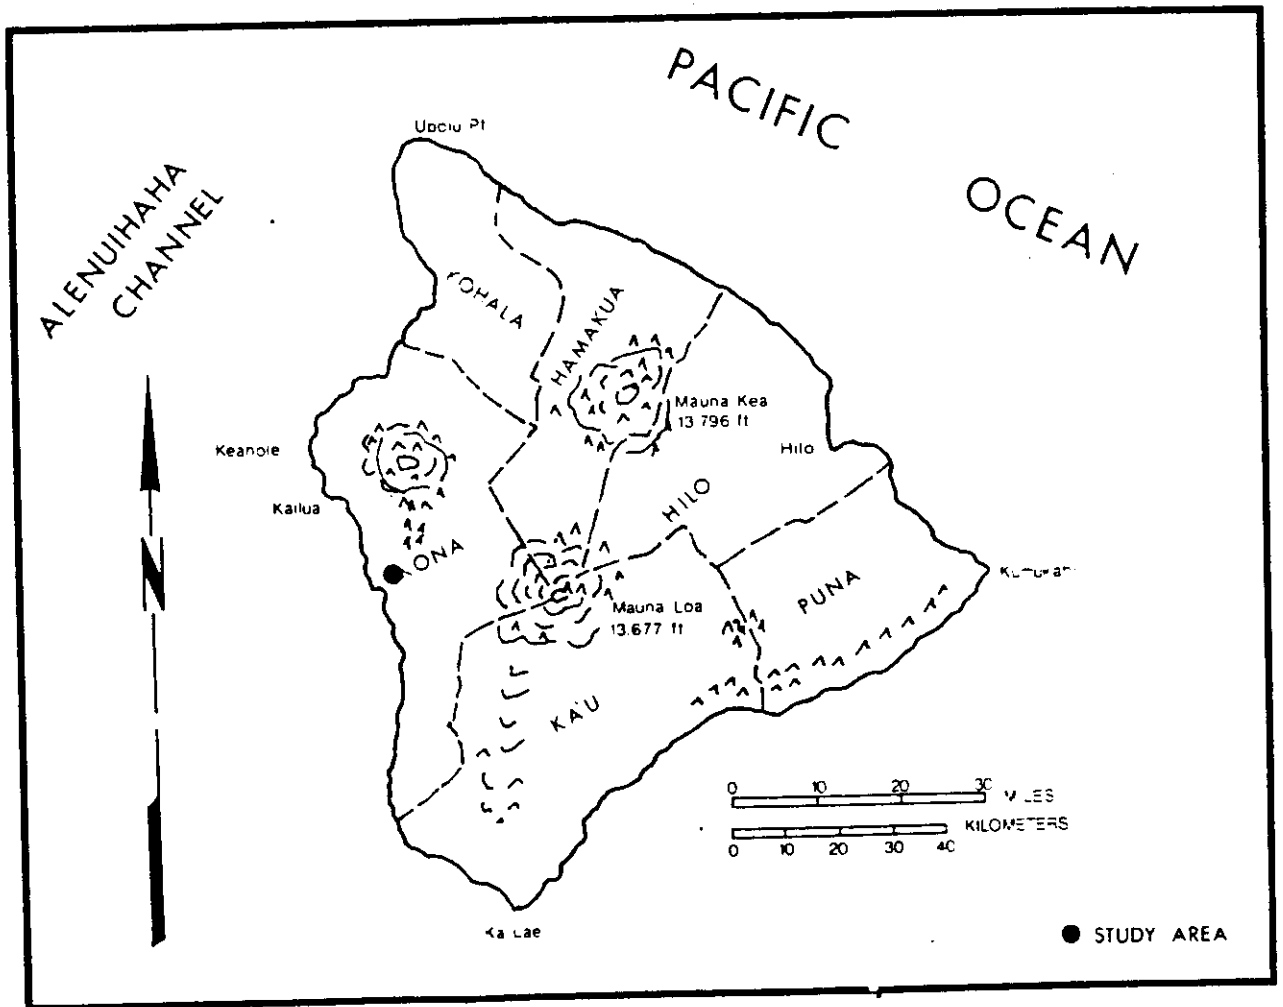 PACIFIC
OCEAN
ALENUIHAHA
CHANNEL
Upolu Pt
KOHALA
HAMAKUA
Mauna Kea
13 796 ft
Keahole
Hilo
Kailua
HILO
KONA
PUNA
Mauna Loa
13.677 ft
KA'U
N
0 10 20 30
MILES
KILOMETERS
0 10 20 30 40
Ka Lae
STUDY AREA